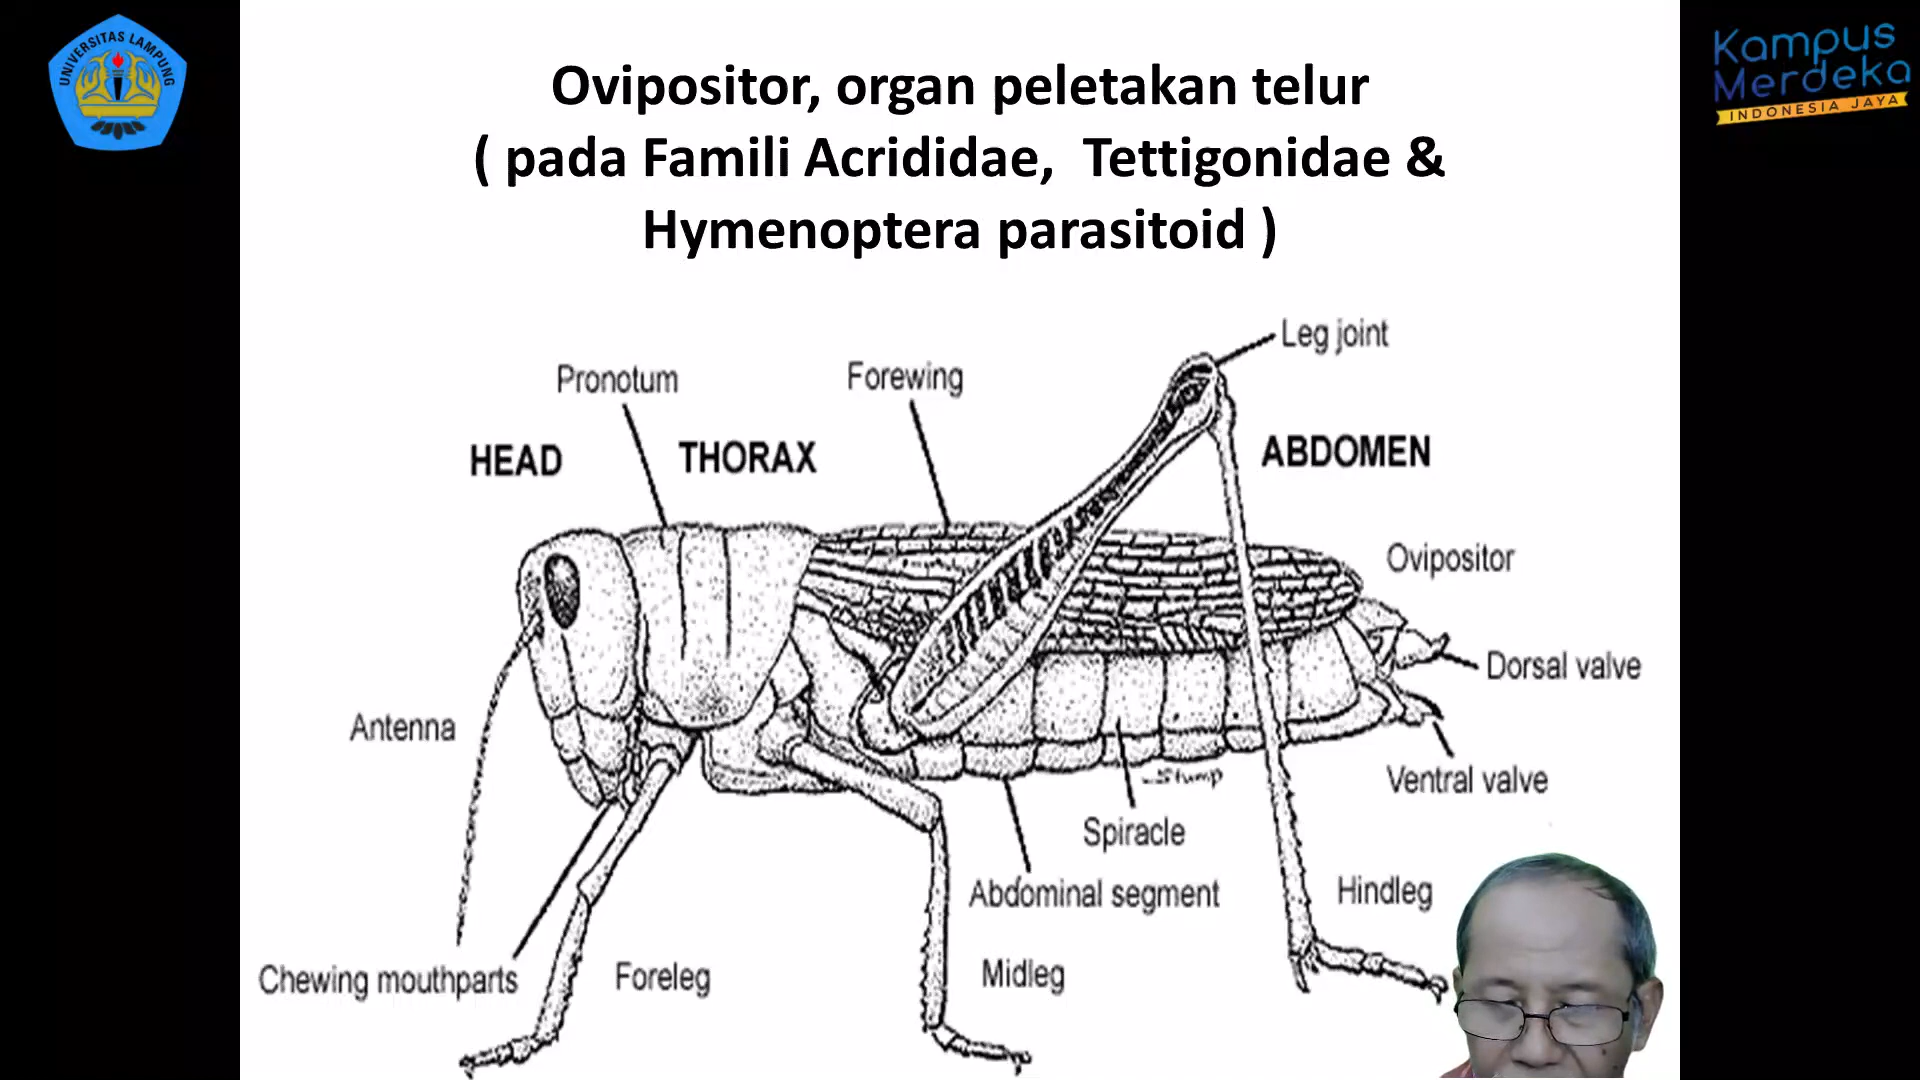 UNIVERSITAS LAMPUNG
Kampus
Merdeka
INDONESIA JAYA
Ovipositor, organ peletakan telur
( pada Famili Acrididae, Tettigonidae &
Hymenoptera parasitoid )
Leg joint
Pronotum
Forewing
HEAD
THORAX
ABDOMEN
Ovipositor
Dorsal valve
Antenna
Stump
Ventral valve
Spiracle
Abdominal segment
Hindleg
Chewing mouthparts
Foreleg
Midleg